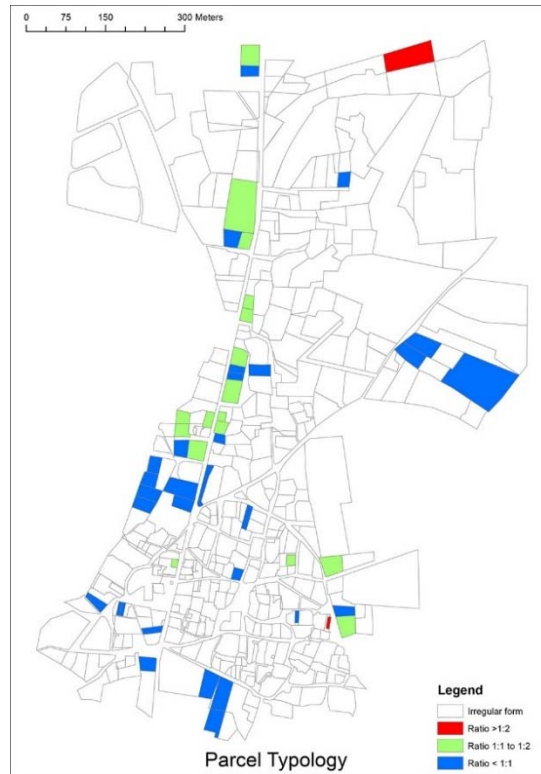 0 75 150 300 Meters
Legend
Irregular form
Ratio >1:2
Ratio 1:1 to 1:2
Ratio < 1:1
Parcel Typology